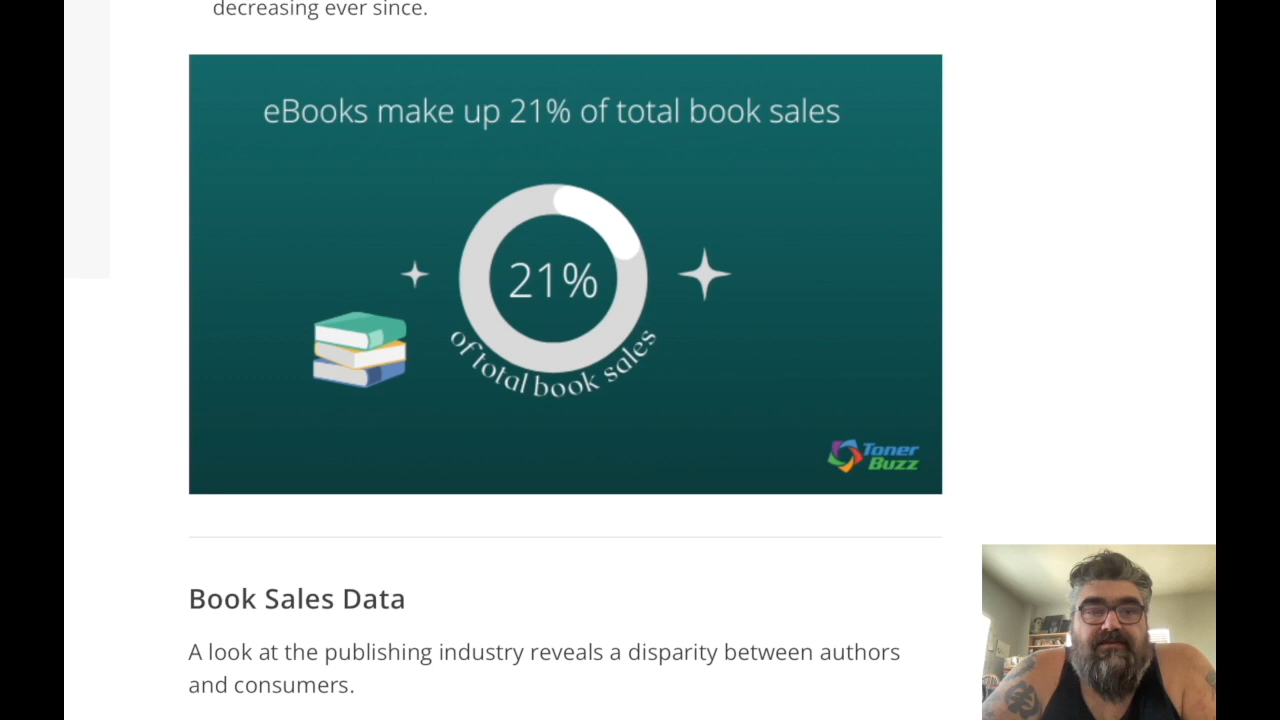 decreasing ever since.
eBooks make up 21% of total book sales
21%
of total book sales
Toner
Buzz
Book Sales Data
A look at the publishing industry reveals a disparity between authors
and consumers.